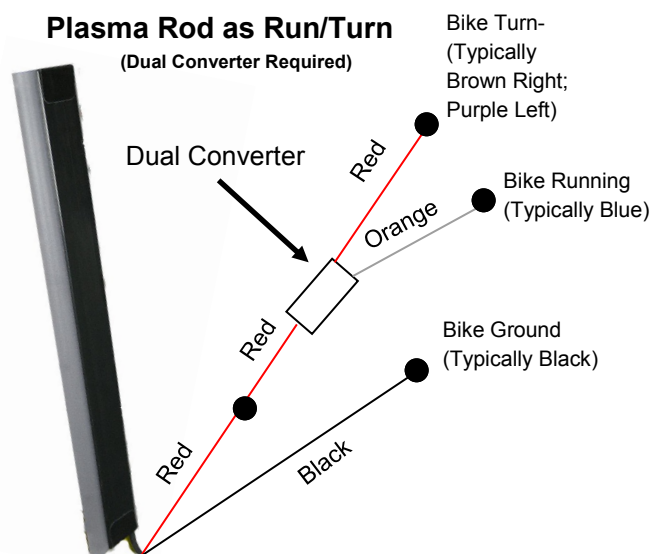 Plasma Rod as Run/Turn
(Dual Converter Required)
Bike Turn-
(Typically
Brown Right;
Purple Left)
Dual Converter
Red
Bike Running
(Typically Blue)
Orange
Red
Bike Ground
(Typically Black)
Red
Black